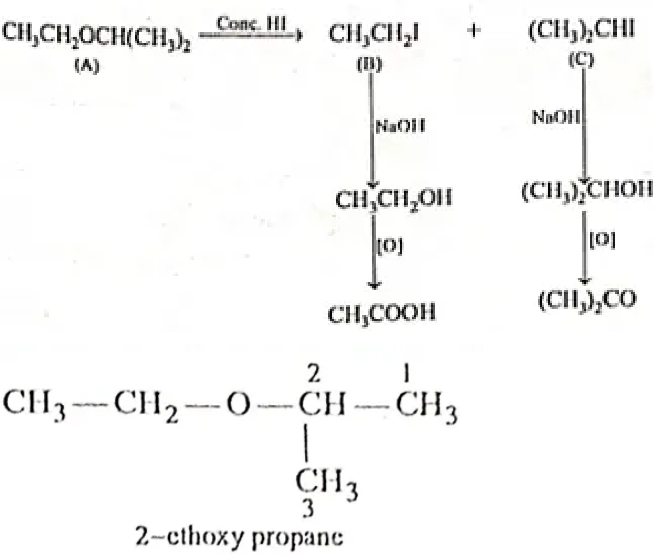 CH₃CH₂OCH(CH₃)₂ Conc. HI CH₃CH₂I + (CH₃)₂CHI
(A) (B) (C)
NaOH NaOH
CH₃CH₂OH (CH₃)₂CHOH
[O] [O]
CH₃COOH (CH₃)₂CO
2 1
CH₃—CH₂—O—CH—CH₃
|
CH₃
3
2-ethoxy propane